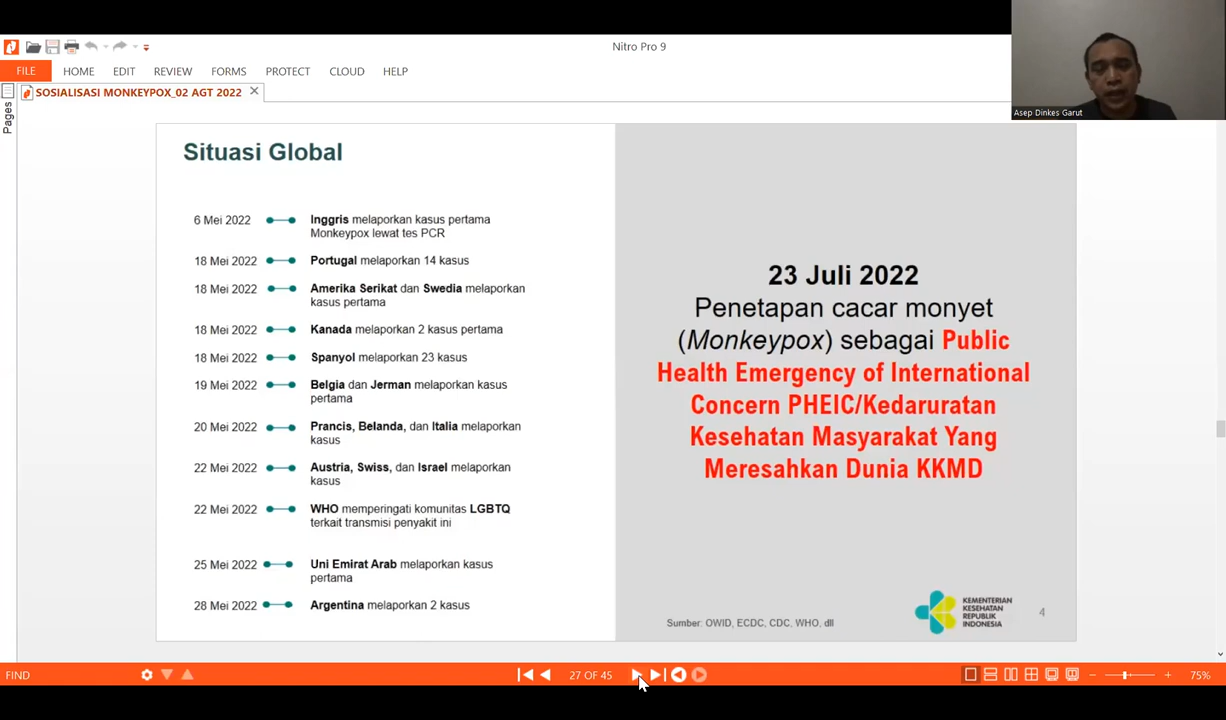 Nitro Pro 9
FILE HOME EDIT REVIEW FORMS PROTECT CLOUD HELP
SOSIALISASI MONKEYPOX_02 AGT 2022
Asep Dinkes Garut
Pages
Situasi Global
6 Mei 2022 Inggris melaporkan kasus pertama
Monkeypox lewat tes PCR
18 Mei 2022 Portugal melaporkan 14 kasus
18 Mei 2022 Amerika Serikat dan Swedia melaporkan
kasus pertama
18 Mei 2022 Kanada melaporkan 2 kasus pertama
18 Mei 2022 Spanyol melaporkan 23 kasus
19 Mei 2022 Belgia dan Jerman melaporkan kasus
pertama
20 Mei 2022 Prancis, Belanda, dan Italia melaporkan
kasus
22 Mei 2022 Austria, Swiss, dan Israel melaporkan
kasus
22 Mei 2022 WHO memperingati komunitas LGBTQ
terkait transmisi penyakit ini
25 Mei 2022 Uni Emirat Arab melaporkan kasus
pertama
28 Mei 2022 Argentina melaporkan 2 kasus
23 Juli 2022
Penetapan cacar monyet
(Monkeypox) sebagai Public
Health Emergency of International
Concern PHEIC/Kedaruratan
Kesehatan Masyarakat Yang
Meresahkan Dunia KKMD
Sumber: OWID, ECDC, CDC, WHO, dll
KEMENTERIAN
KESEHATAN
REPUBLIK
INDONESIA
4
FIND
27 OF 45
75%